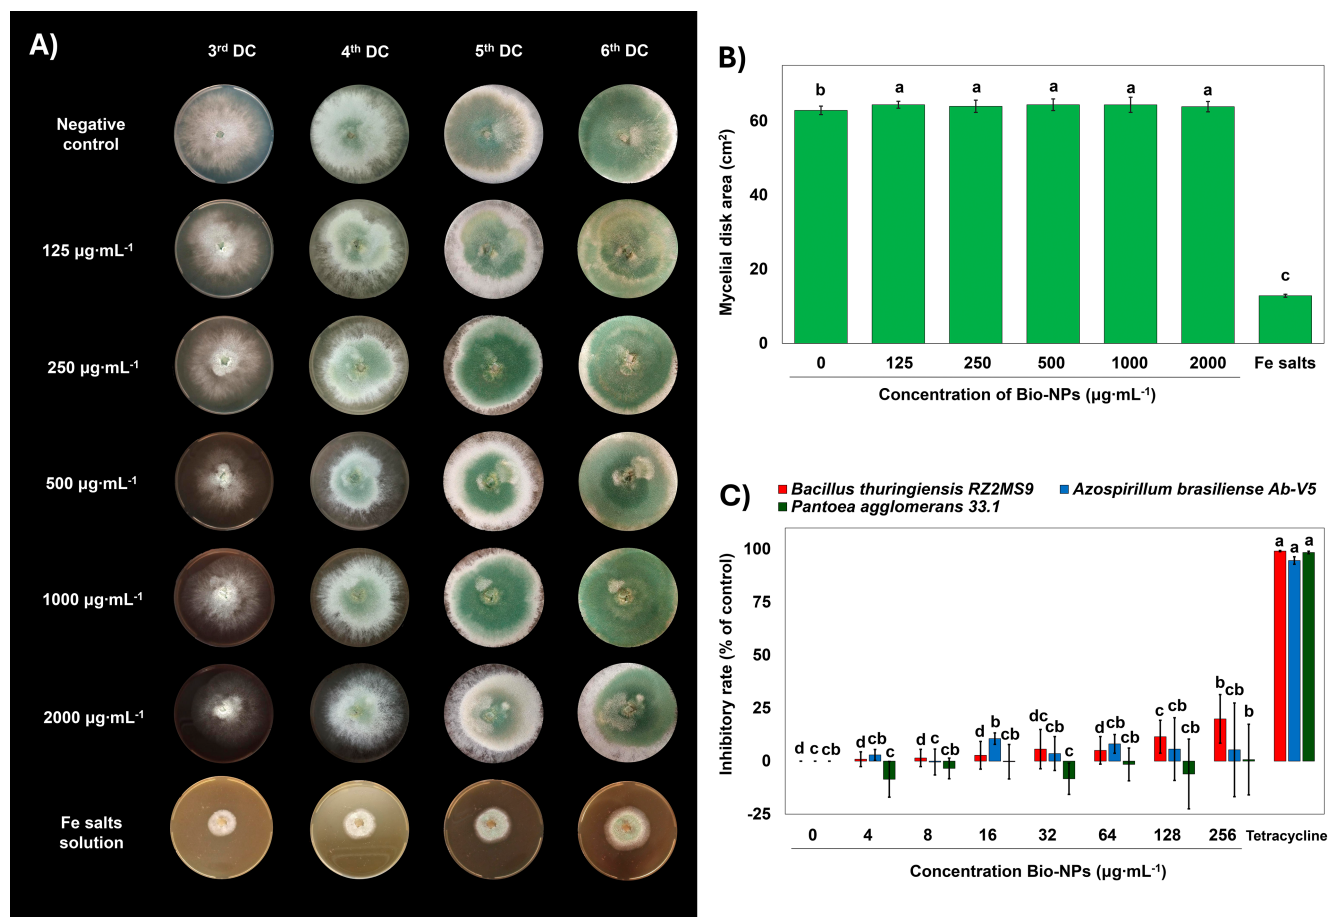 A)
3rd DC 4th DC 5th DC 6th DC
Negative
control
125 µg·mL-1
250 µg·mL-1
500 µg·mL-1
1000 µg·mL-1
2000 µg·mL-1
Fe salts
solution
B)
Mycelial disk area (cm2)
60
40
20
0
b a a a a a c
0 125 250 500 1000 2000 Fe salts
Concentration of Bio-NPs (µg·mL-1)
C)
Bacillus thuringiensis RZ2MS9 Azospirillum brasiliense Ab-V5
Pantoea agglomerans 33.1
Inhibitory rate (% of control)
100
75
50
25
0
-25
d c cb d cb c d c cb d b cb dc cb c d cb cb c cb cb b cb b a a a
0 4 8 16 32 64 128 256 Tetracycline
Concentration Bio-NPs (µg·mL-1)